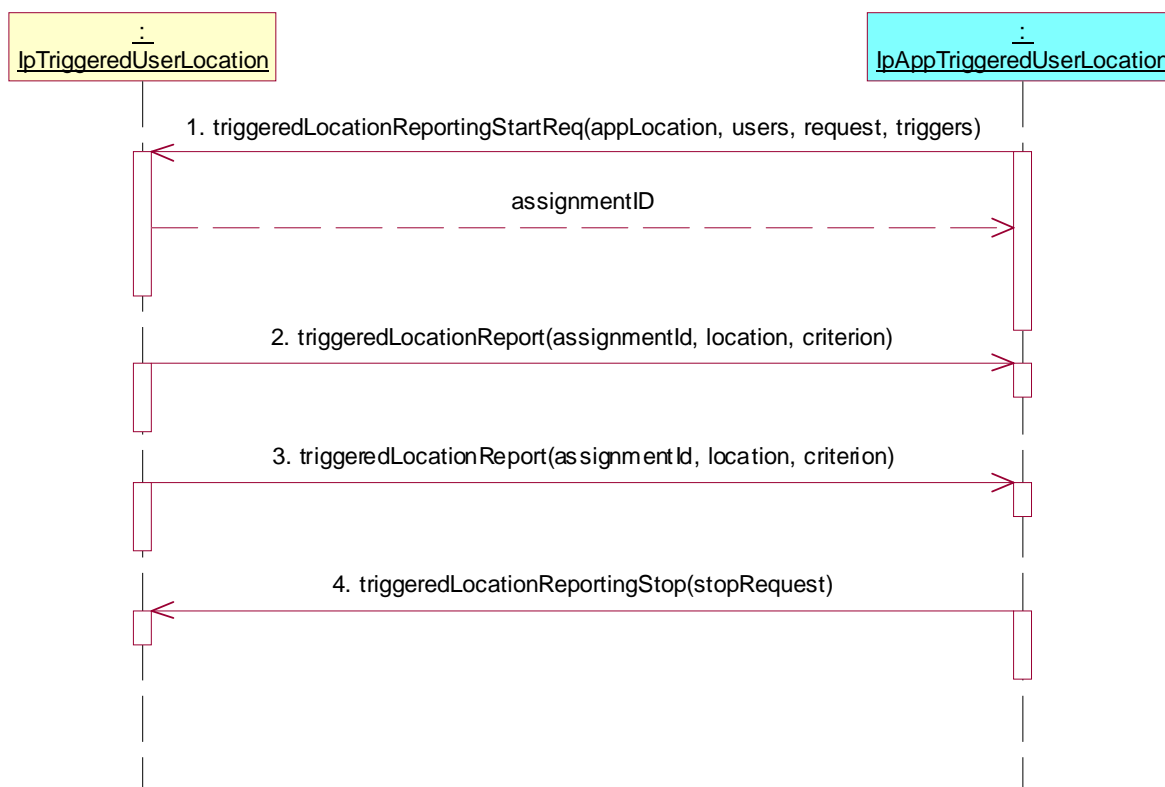 :
IpTriggeredUserLocation
:
IpAppTriggeredUserLocation
1. triggeredLocationReportingStartReq(appLocation, users, request, triggers)
assignmentID
2. triggeredLocationReport(assignmentId, location, criterion)
3. triggeredLocationReport(assignmentId, location, criterion)
4. triggeredLocationReportingStop(stopRequest)